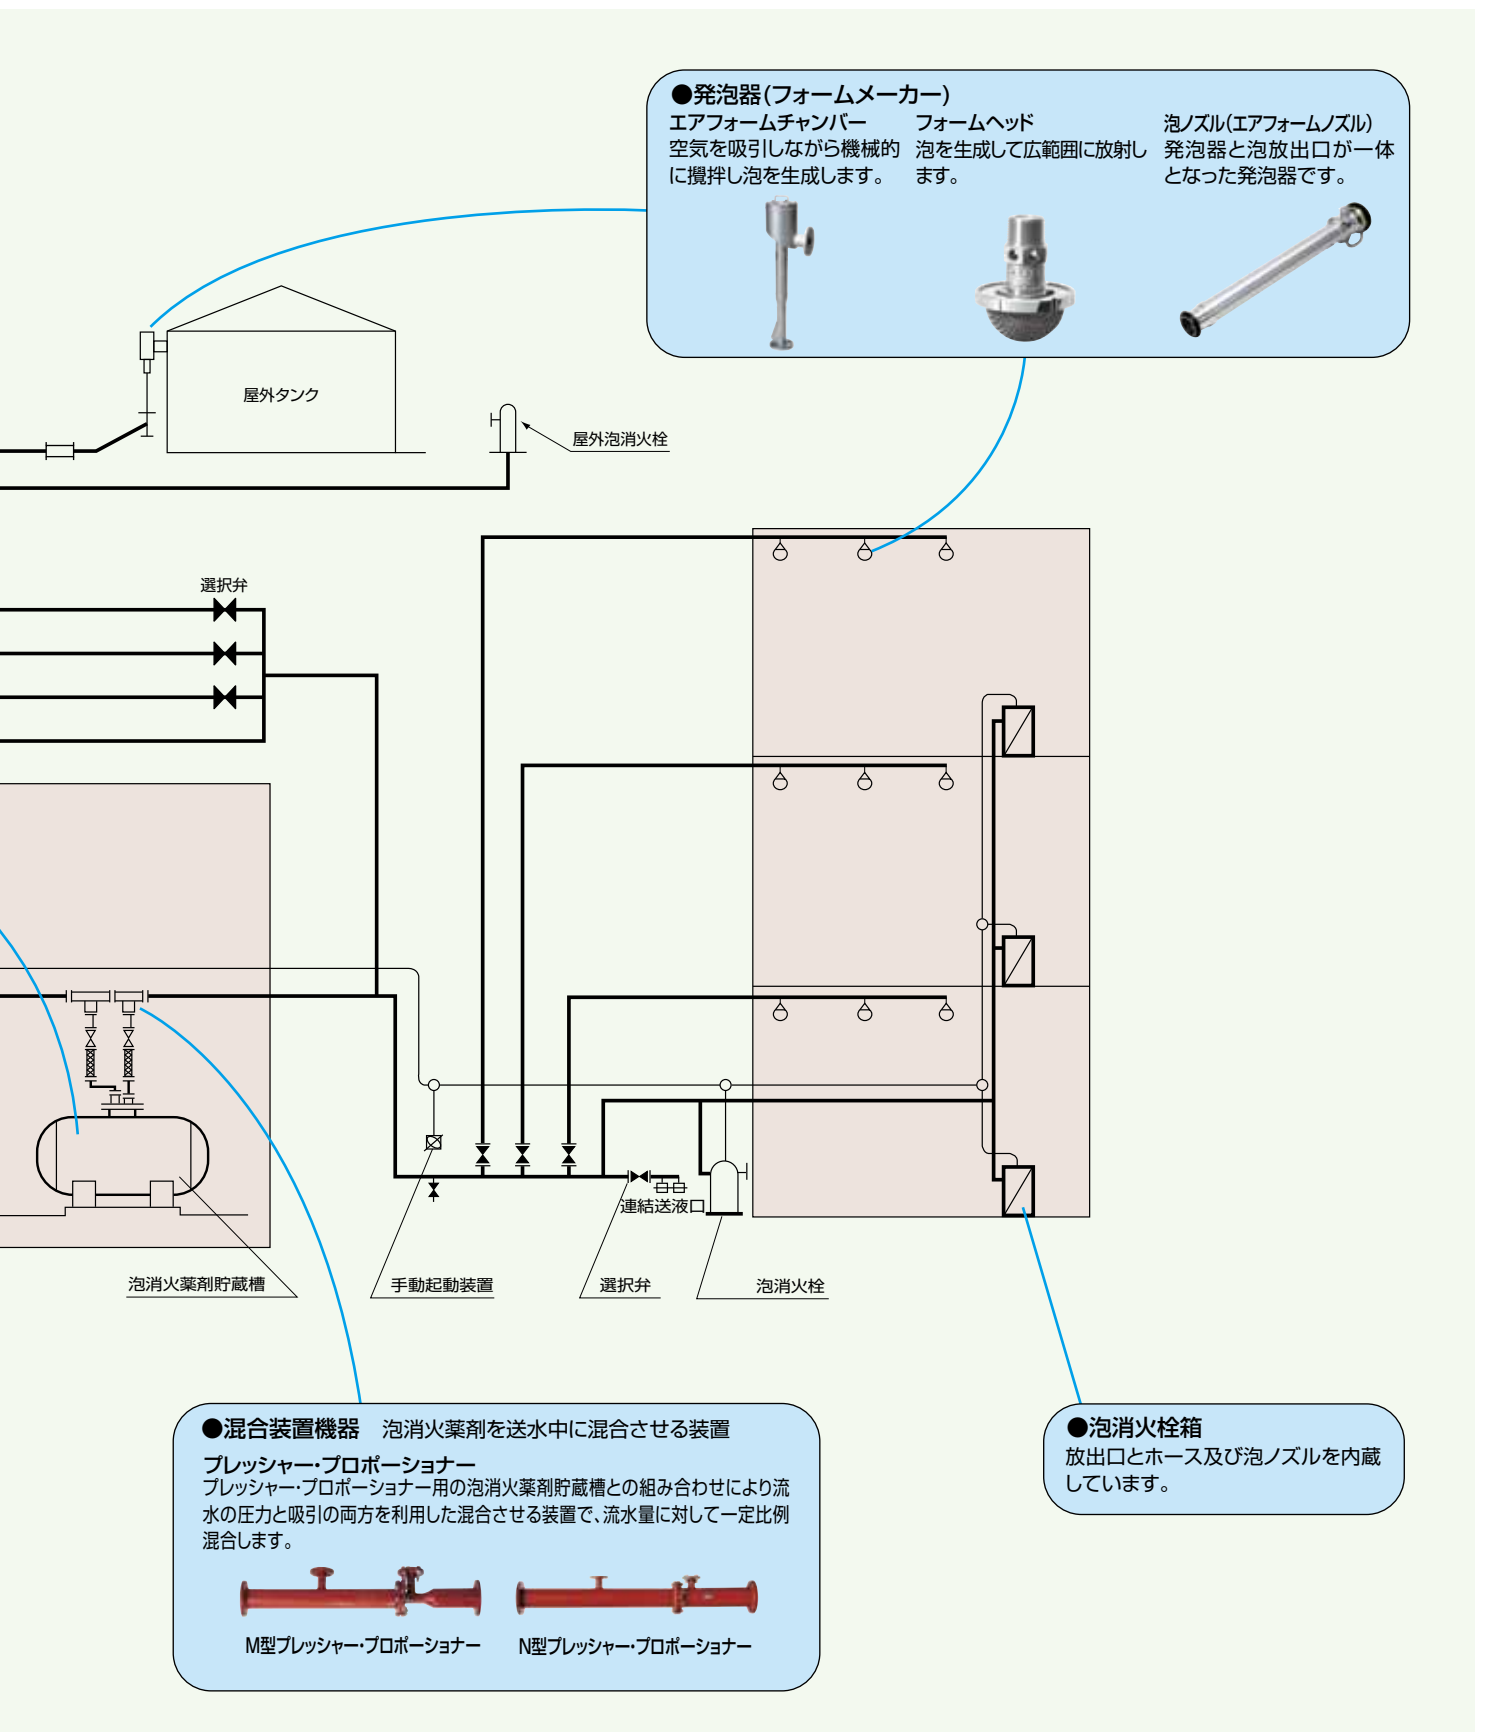 ●発泡器(フォームメーカー)
エアフォームチャンバー
空気を吸引しながら機械的
に攪拌し泡を生成します。
フォームヘッド
泡を生成して広範囲に放射し
ます。
泡ノズル(エアフォームノズル)
発泡器と泡放出口が一体
となった発泡器です。
屋外タンク
屋外泡消火栓
選択弁
連結送液口
泡消火薬剤貯蔵槽
手動起動装置
選択弁
泡消火栓
●混合装置機器　泡消火薬剤を送水中に混合させる装置
プレッシャー・プロポーショナー
プレッシャー・プロポーショナー用の泡消火薬剤貯蔵槽との組み合わせにより流
水の圧力と吸引の両方を利用した混合させる装置で、流水量に対して一定比例
混合します。
M型プレッシャー・プロポーショナー
N型プレッシャー・プロポーショナー
●泡消火栓箱
放出口とホース及び泡ノズルを内蔵
しています。